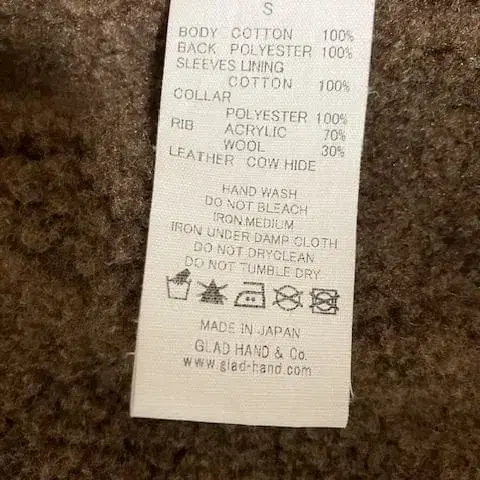 S
BODY COTTON 100%
BACK POLYESTER 100%
SLEEVES LINING
COTTON 100%
COLLAR
POLYESTER 100%
RIB ACRYLIC 70%
WOOL 30%
LEATHER COW HIDE
HAND WASH
DO NOT BLEACH
IRON.MEDIUM
IRON UNDER DAMP CLOTH
DO NOT DRYCLEAN
DO NOT TUMBLE DRY
MADE IN JAPAN
GLAD HAND & Co.
www.glad-hand.com